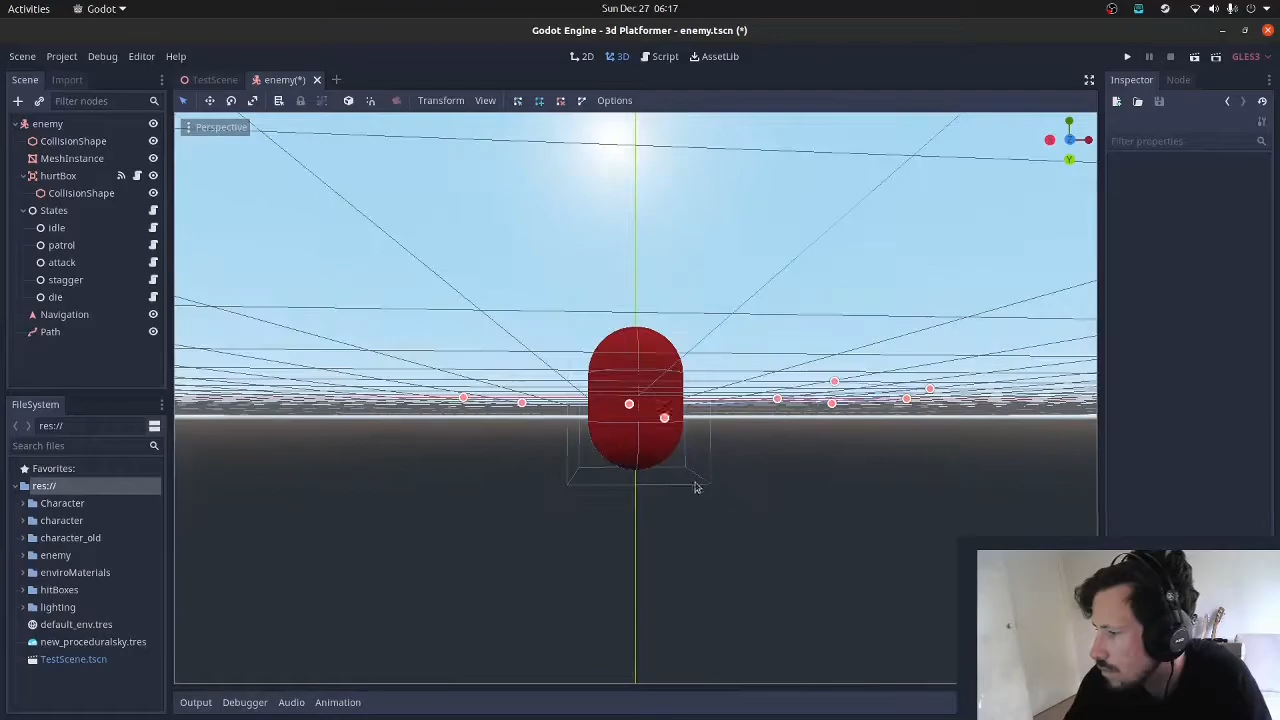 Activities
Godot
Sun Dec 27 06:17
Godot Engine - 3d Platformer - enemy.tscn (*)
Scene Project Debug Editor Help
2D 3D Script AssetLib
GLES3
Scene Import
TestScene enemy(*)
Inspector Node
Filter nodes
Transform View Options
Filter properties
Perspective
Y
Z
enemy
CollisionShape
MeshInstance
hurtBox
CollisionShape
States
idle
patrol
attack
stagger
die
Navigation
Path
FileSystem
res://
Search files
Favorites:
res://
Character
character
character_old
enemy
enviroMaterials
hitBoxes
lighting
default_env.tres
new_proceduralsky.tres
TestScene.tscn
Output Debugger Audio Animation